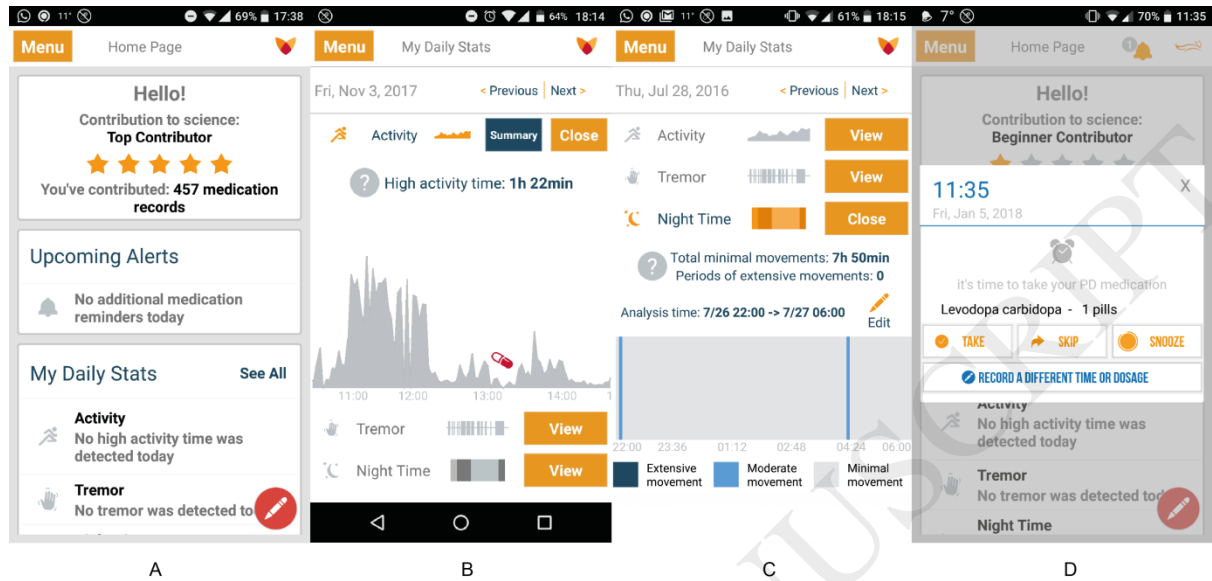 11° 69% 17:38
Menu Home Page
Hello!
Contribution to science:
Top Contributor
You've contributed: 457 medication
records
Upcoming Alerts
No additional medication
reminders today
My Daily Stats See All
Activity
No high activity time was
detected today
Tremor
No tremor was detected to
A
64% 18:14
Menu My Daily Stats
Fri, Nov 3, 2017 < Previous Next >
Activity Summary Close
? High activity time: 1h 22min
11:00 12:00 13:00 14:00 1
Tremor View
Night Time View
B
11° 61% 18:15
Menu My Daily Stats
Thu, Jul 28, 2016 < Previous Next >
Activity View
Tremor View
Night Time Close
? Total minimal movements: 7h 50min
Periods of extensive movements: 0
Analysis time: 7/26 22:00 -> 7/27 06:00
Edit
22:00 23:36 01:12 02:48 04:24 06:00
Extensive movement Moderate movement Minimal movement
C
7° 70% 11:35
Menu Home Page 1
Hello!
Contribution to science:
Beginner Contributor
11:35 X
Fri, Jan 5, 2018
it's time to take your PD medication
Levodopa carbidopa - 1 pills
TAKE SKIP SNOOZE
RECORD A DIFFERENT TIME OR DOSAGE
Activity
No high activity time was
detected today
Tremor
No tremor was detected tod
Night Time
D
USCRIPT